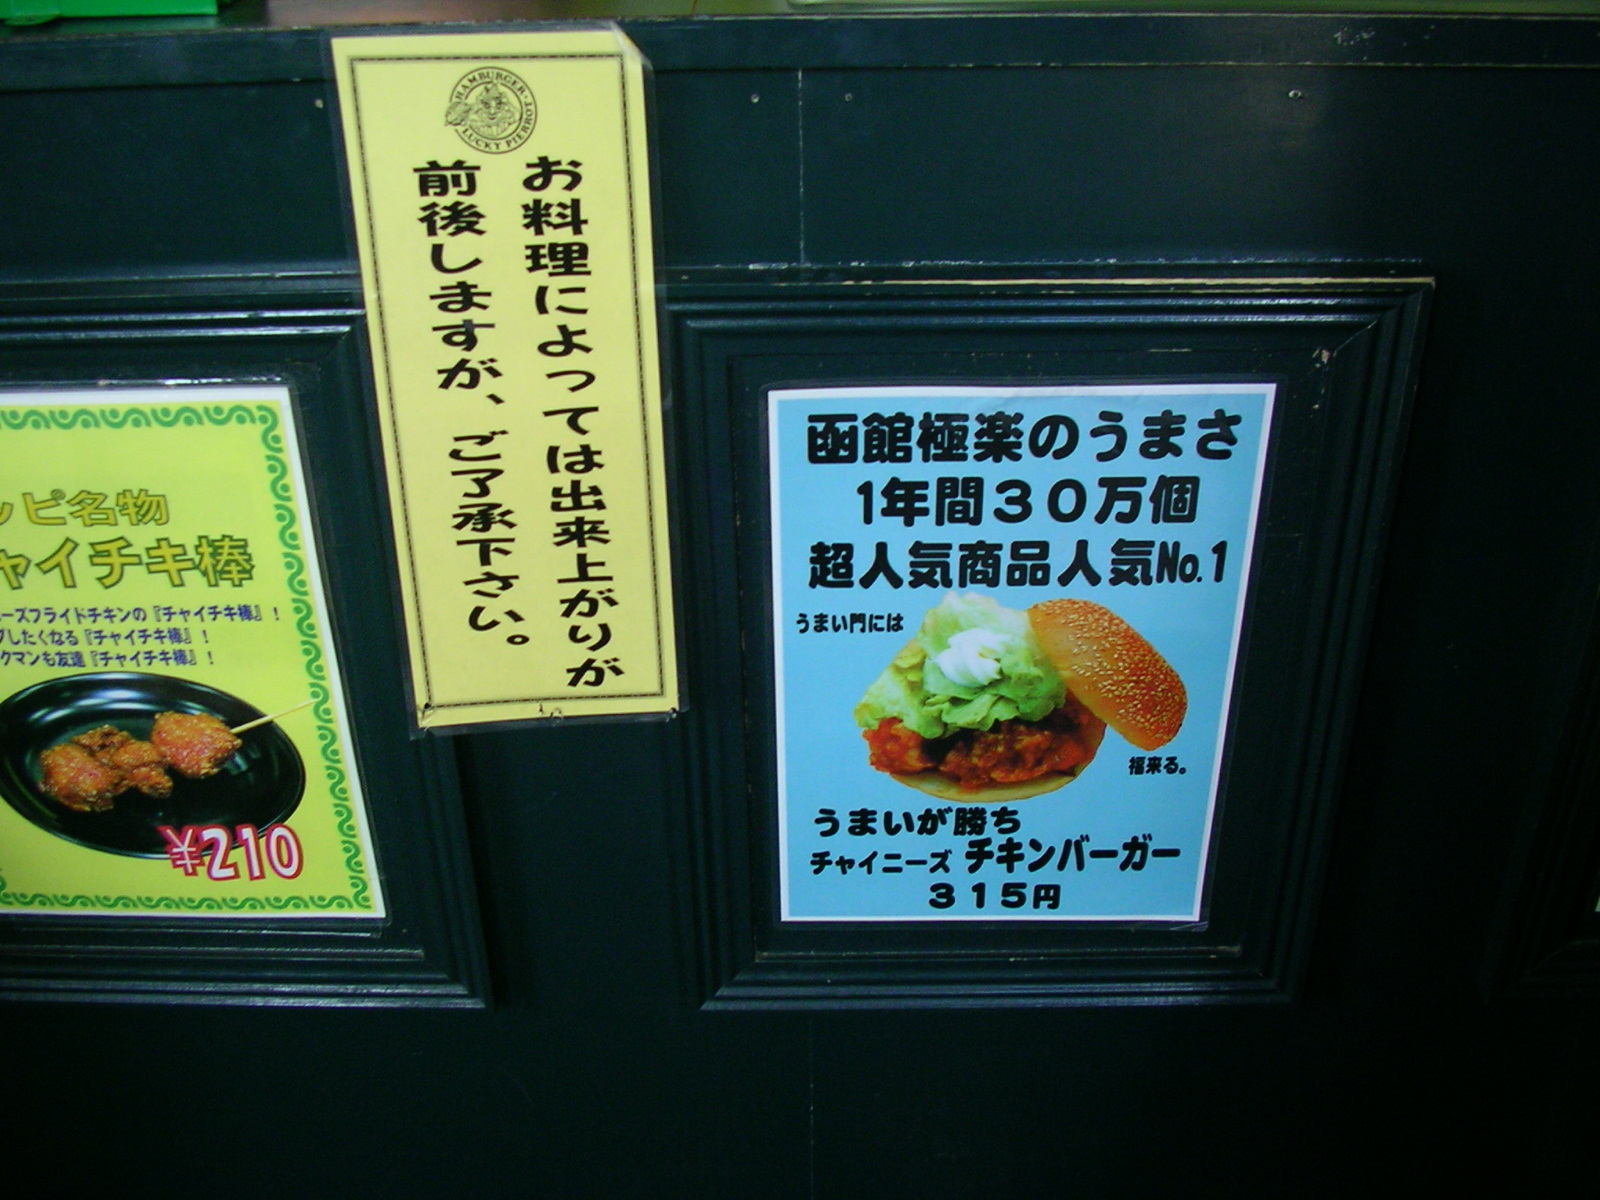 ッピ名物
ャイチキ棒
ーズフライドチキンの『チャイチキ棒』！
したくなる『チャイチキ棒』！
クマンも友達『チャイチキ棒』！
¥210
HAMBURGER
LUCKY PIERROT
お料理によっては出来上がりが
前後しますが、ご了承下さい。
函館極楽のうまさ
1年間３０万個
超人気商品人気No.1
うまい門には
福来る。
うまいが勝ち
チャイニーズ チキンバーガー
３１５円